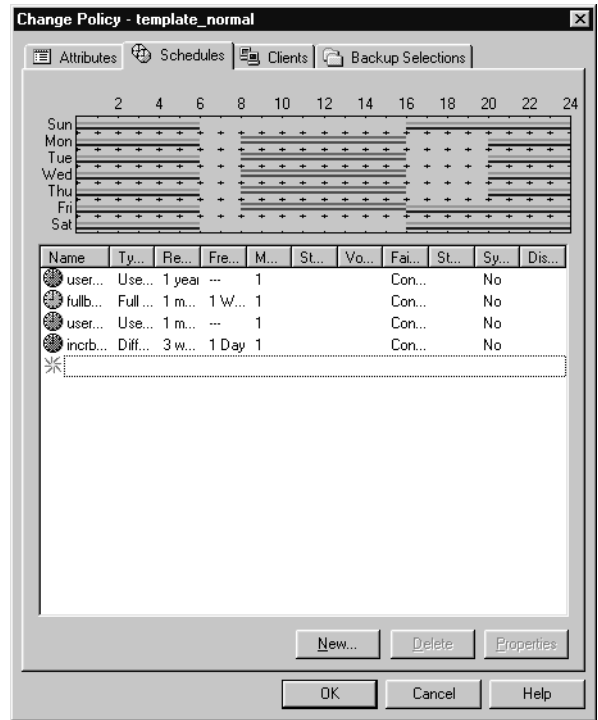 Change Policy - template_normal
Attributes Schedules Clients Backup Selections
2 4 6 8 10 12 14 16 18 20 22 24
Sun
Mon
Tue
Wed
Thu
Fri
Sat
Name Ty... Re... Fre... M... St... Vo... Fai... St... Sy... Dis...
user... Use... 1 year --- 1 Con... No
fullb... Full ... 1 m... 1 W... 1 Con... No
user... Use... 1 m... --- 1 Con... No
incrb... Diff... 3 w... 1 Day 1 Con... No
New... Delete Properties
OK Cancel Help